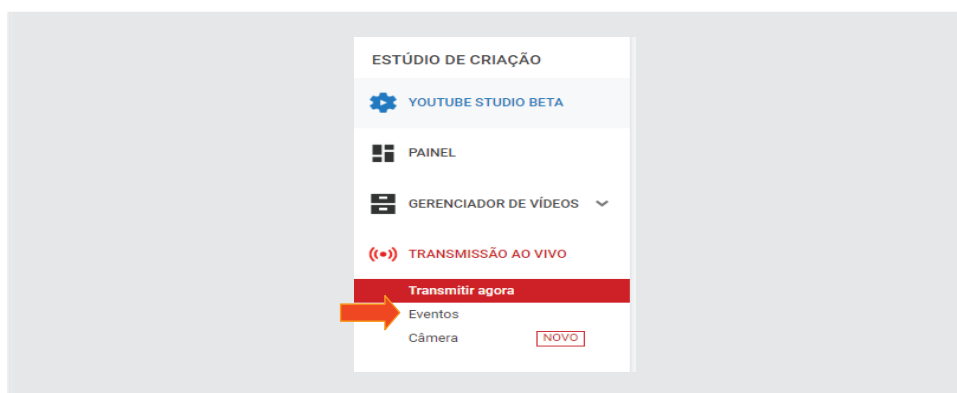 ESTÚDIO DE CRIAÇÃO
YOUTUBE STUDIO BETA
PAINEL
GERENCIADOR DE VÍDEOS
TRANSMISSÃO AO VIVO
Transmitir agora
Eventos
Câmera NOVO